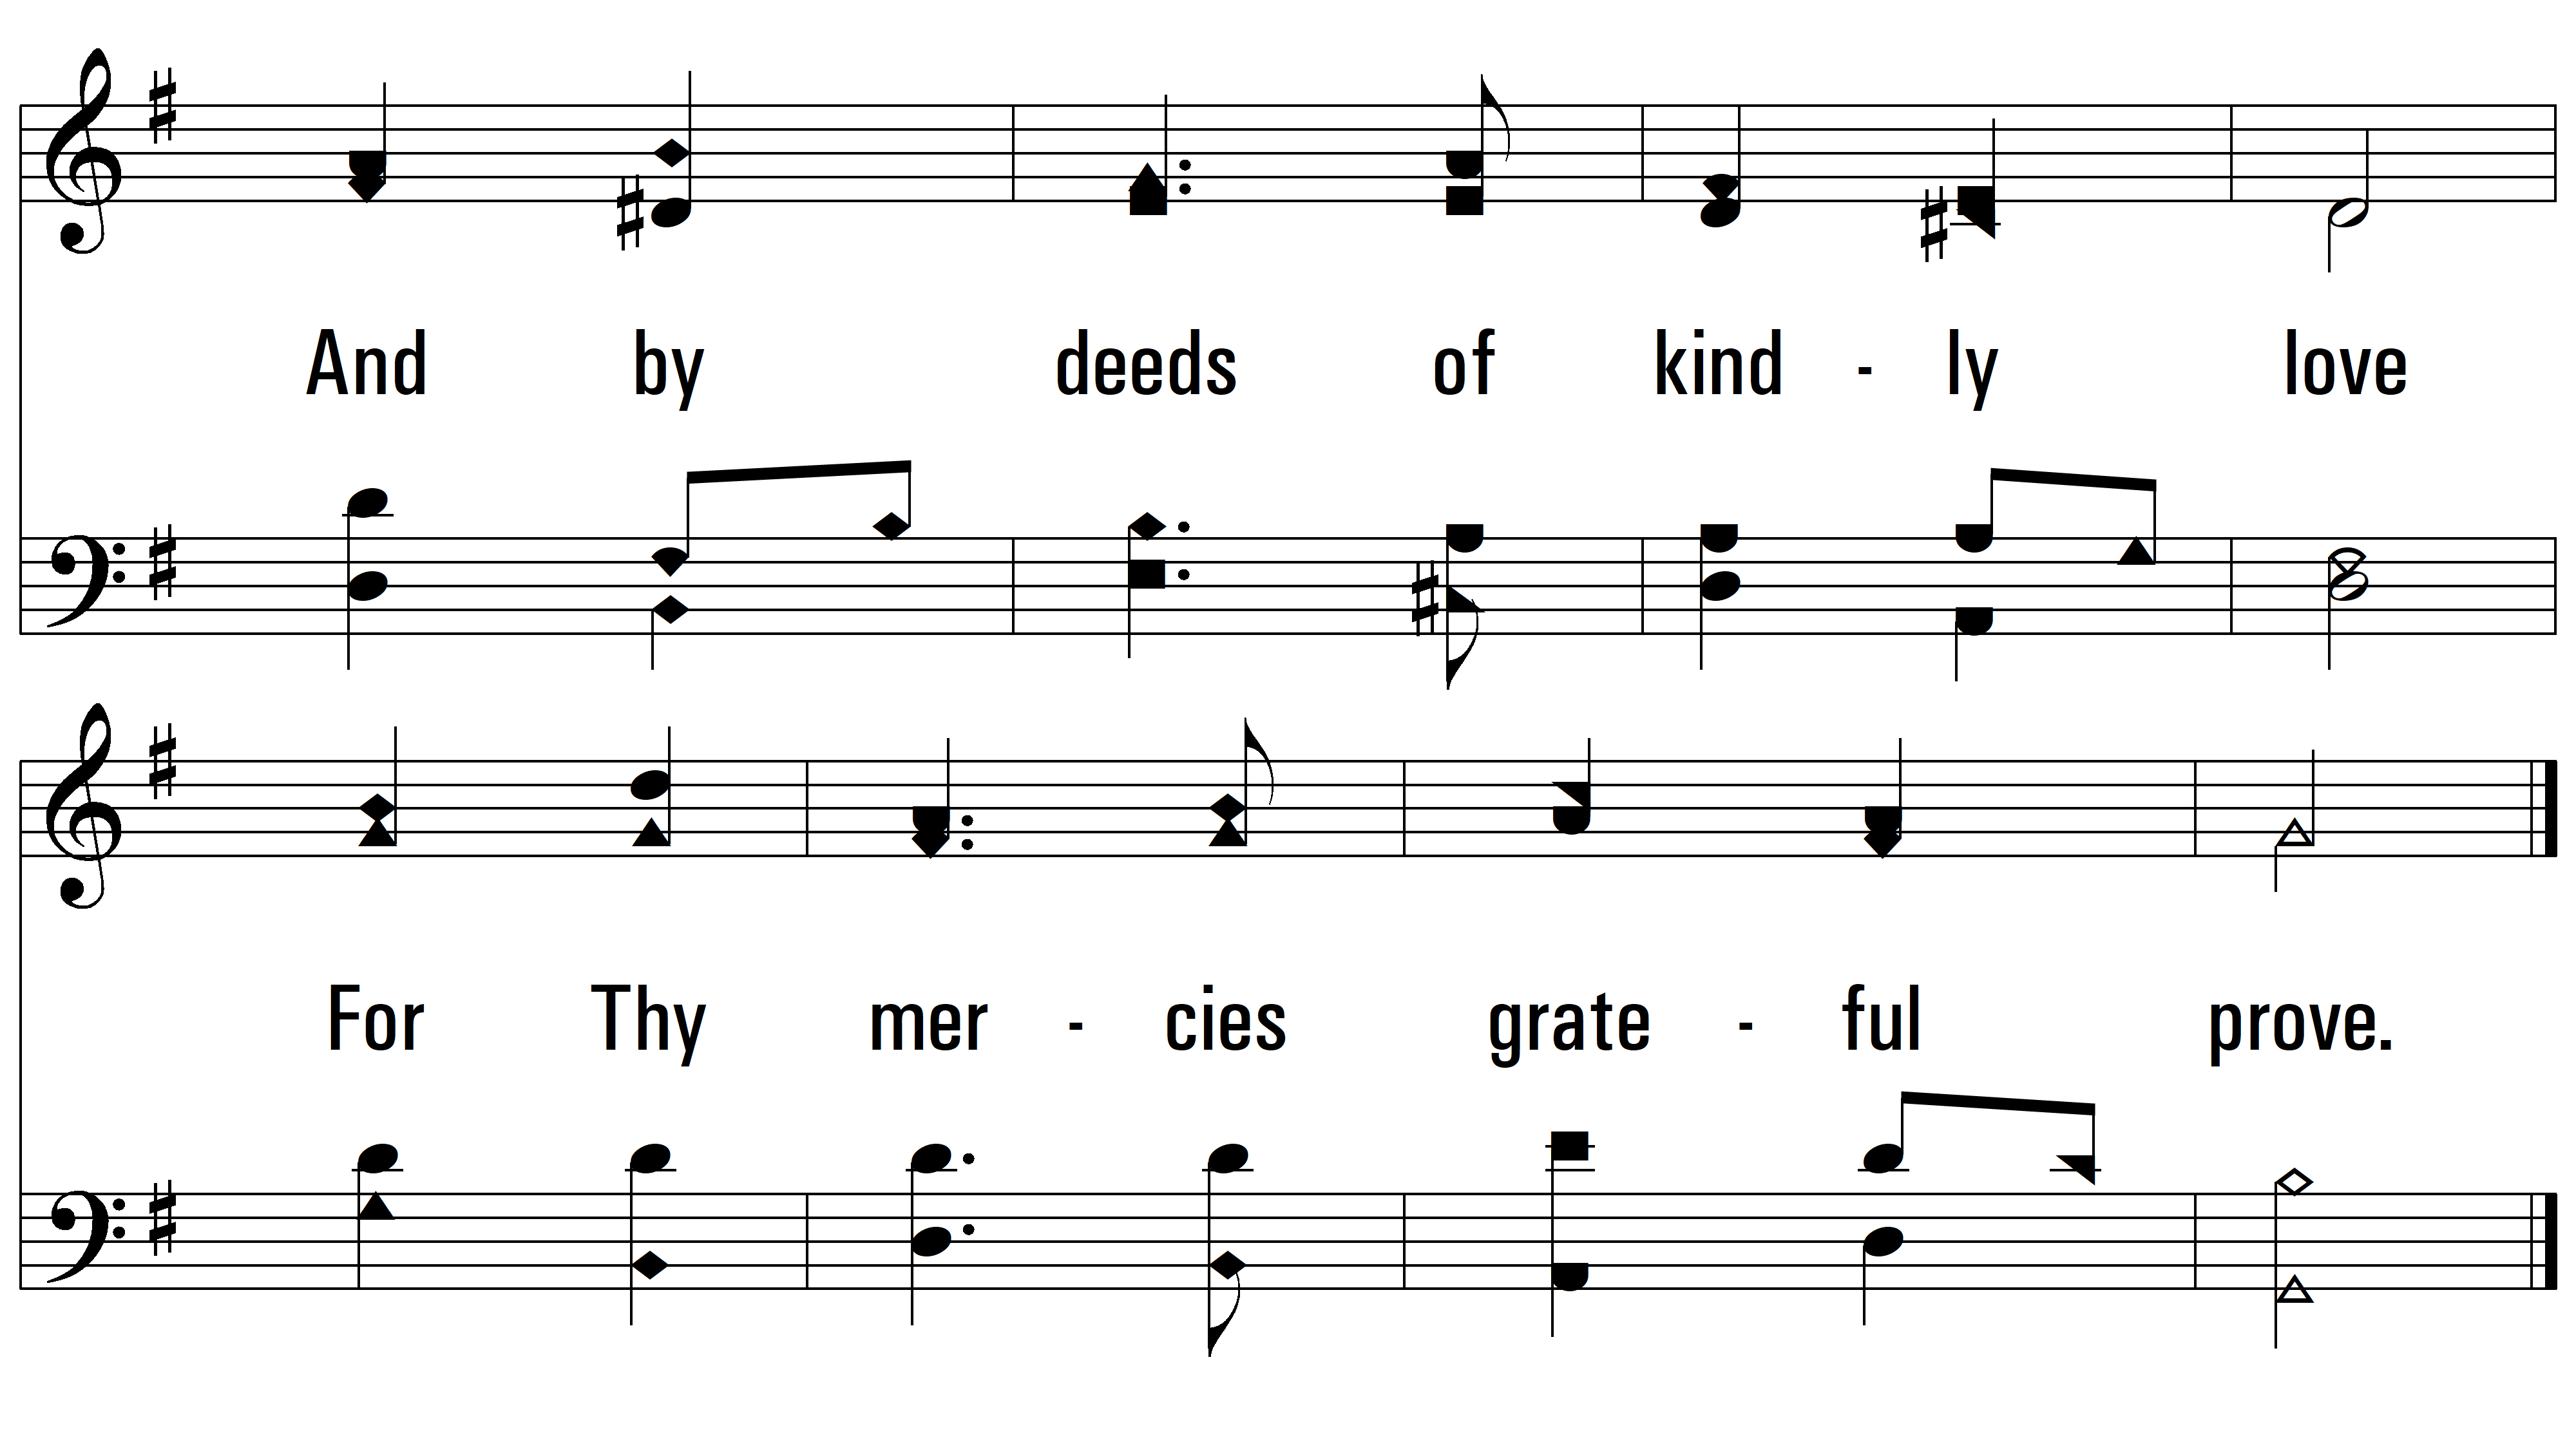 And by deeds of kind - ly love
For Thy mer - cies grate - ful prove.